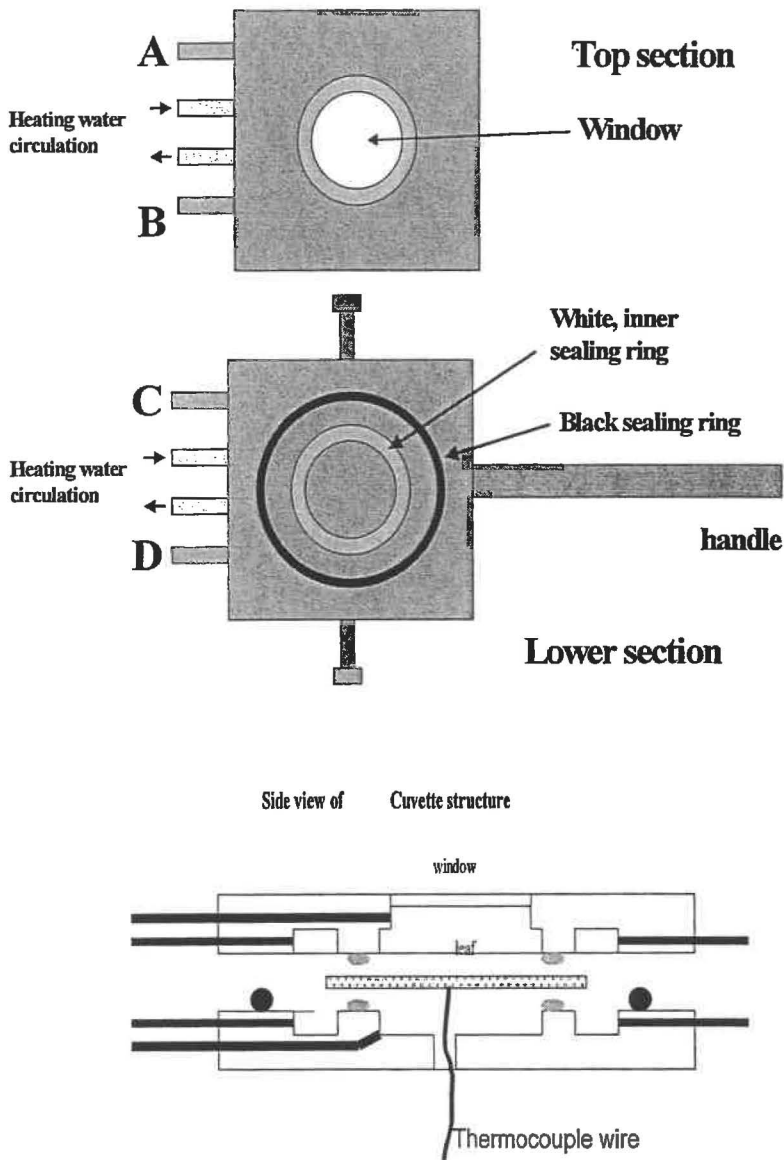 A
Top section
Heating water
circulation
Window
B
White, inner
sealing ring
C
Black sealing ring
Heating water
circulation
D
handle
Lower section
Side view of Cuvette structure
window
leaf
Thermocouple wire